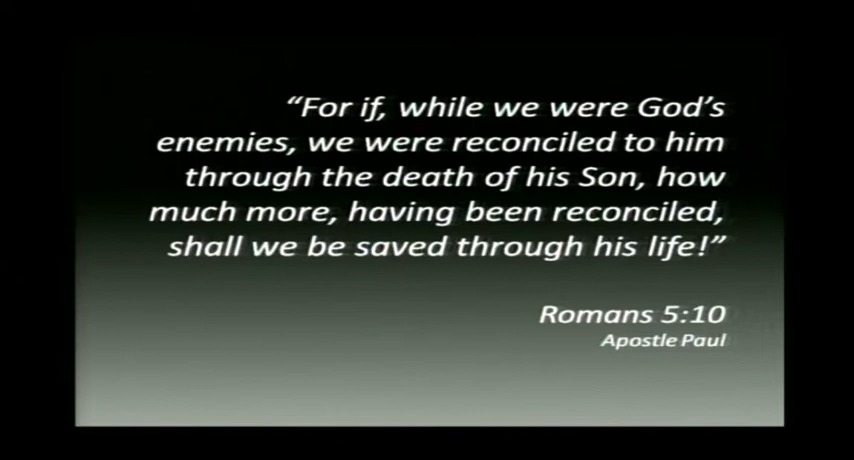 “For if, while we were God’s
enemies, we were reconciled to him
through the death of his Son, how
much more, having been reconciled,
shall we be saved through his life!”
Romans 5:10
Apostle Paul